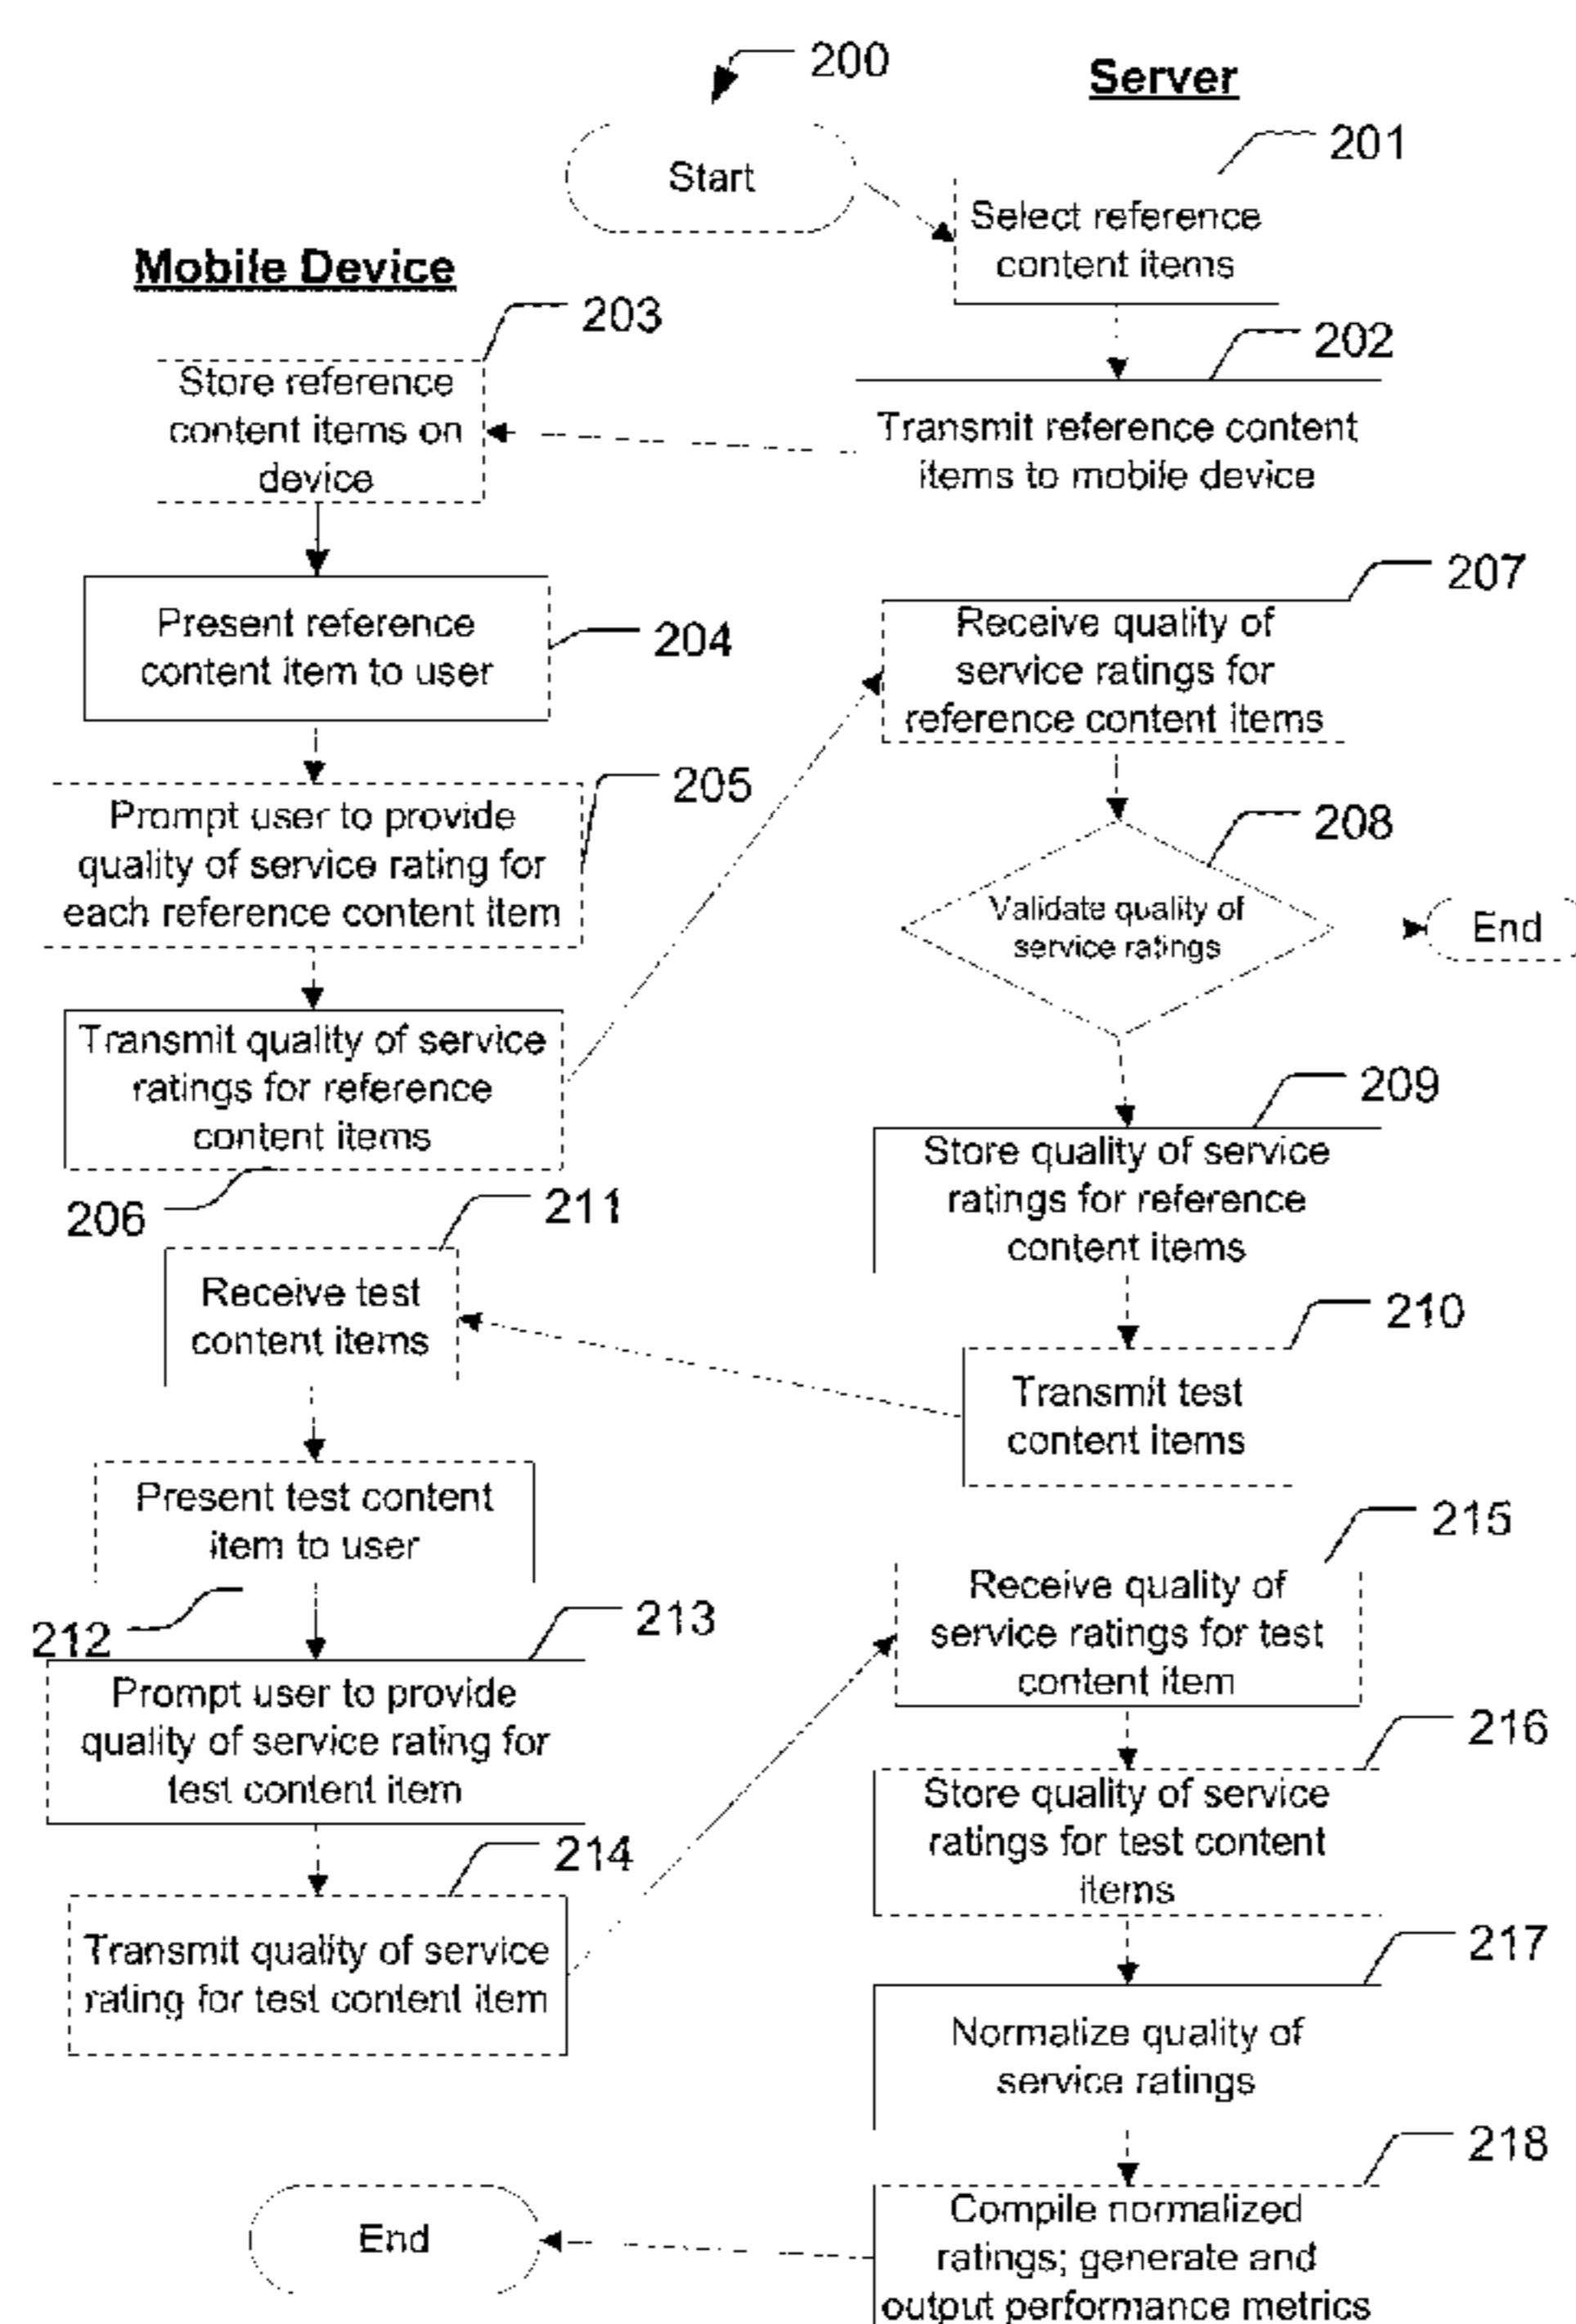 200
Server
Start
201
Select reference
content items
Mobile Device
203
202
Store reference
content items on
device
Transmit reference content
items to mobile device
Present reference
content item to user
204
207
Receive quality of
service ratings for
reference content items
205
Prompt user to provide
quality of service rating for
each reference content item
208
Validate quality of
service ratings
End
Transmit quality of service
ratings for reference
content items
206
209
Store quality of service
ratings for reference
content items
211
Receive test
content items
210
Transmit test
content items
Present test content
item to user
212
215
Receive quality of
service ratings for test
content item
213
Prompt user to provide
quality of service rating for
test content item
216
Store quality of service
ratings for test content
items
214
Transmit quality of service
rating for test content item
217
Normalize quality of
service ratings
218
Compile normalized
ratings; generate and
output performance metrics
End